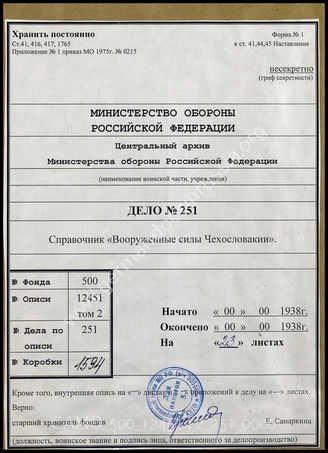 Хранить постоянно
Форма № 1
Ст.41, 416, 417, 1765
к ст. 41,44,45 Наставления
Приложение № 1 приказ МО 1975г. № 0215
несекретно
(гриф секретности)
МИНИСТЕРСТВО ОБОРОНЫ
РОССИЙСКОЙ ФЕДЕРАЦИИ
Центральный архив
Министерства обороны Российской Федерации
(наименование воинской части, учреждения)
ДЕЛО № 251
Справочник «Вооруженные силы Чехословакии».
№ Фонда 500
№ Описи 12451
том 2
№ Дела по
описи 251
№ Коробки 1594
Начато « 00 » 00 1938г.
Окончено « 00 » 00 1938г.
На «23» листах
Кроме того, внутренняя опись на «—» листах, приложений к делу на «—» листах.
Верно:
старший хранитель фондов Е. Самаркина
(должность, воинское звание и подпись лица, ответственного за делопроизводство)